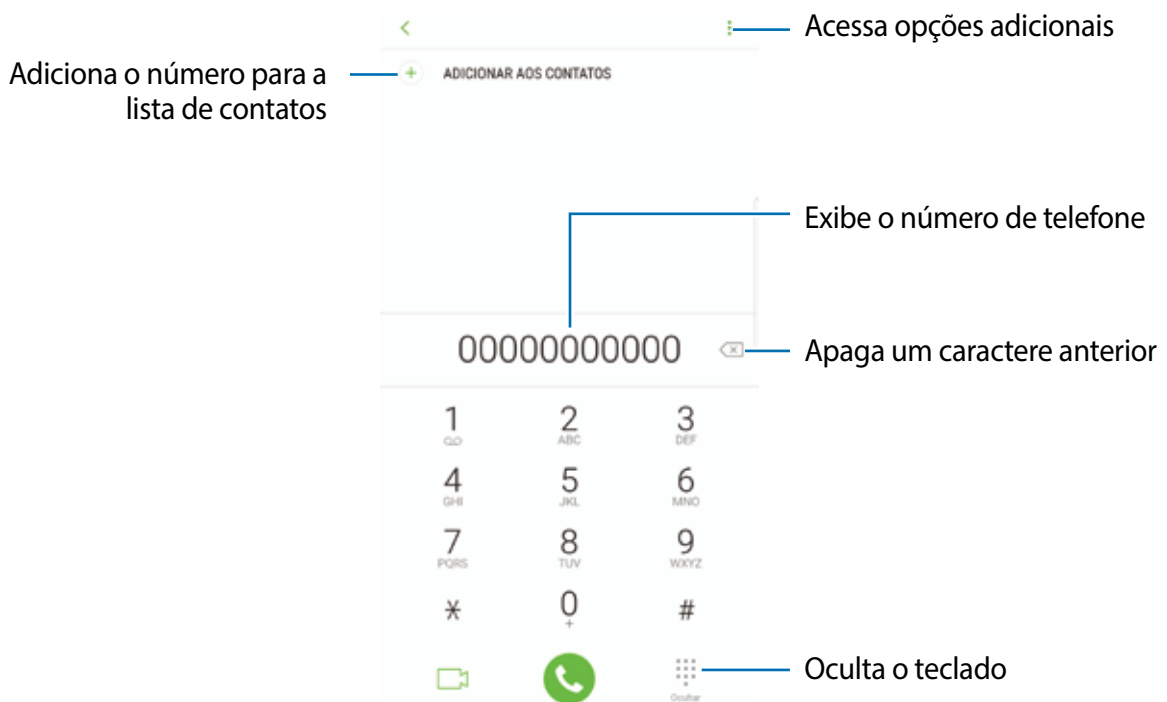 Acessa opções adicionais
Adiciona o número para a
lista de contatos
ADICIONAR AOS CONTATOS
Exibe o número de telefone
00000000000
Apaga um caractere anterior
1 2 3
ABC DEF
4 5 6
GHI JKL MNO
7 8 9
PQRS TUV WXYZ
* 0 #
+
Oculta o teclado
Ocultar